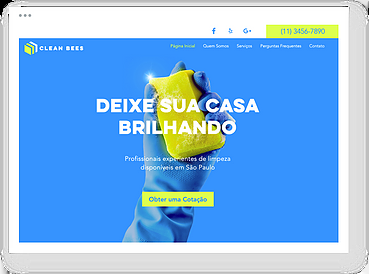 (11) 3456-7890
CLEAN BEES
Página Inicial Quem Somos Serviços Perguntas Frequentes Contato
DEIXE SUA CASA
BRILHANDO
Profissionais experientes de limpeza
disponíveis em São Paulo
Obter uma Cotação